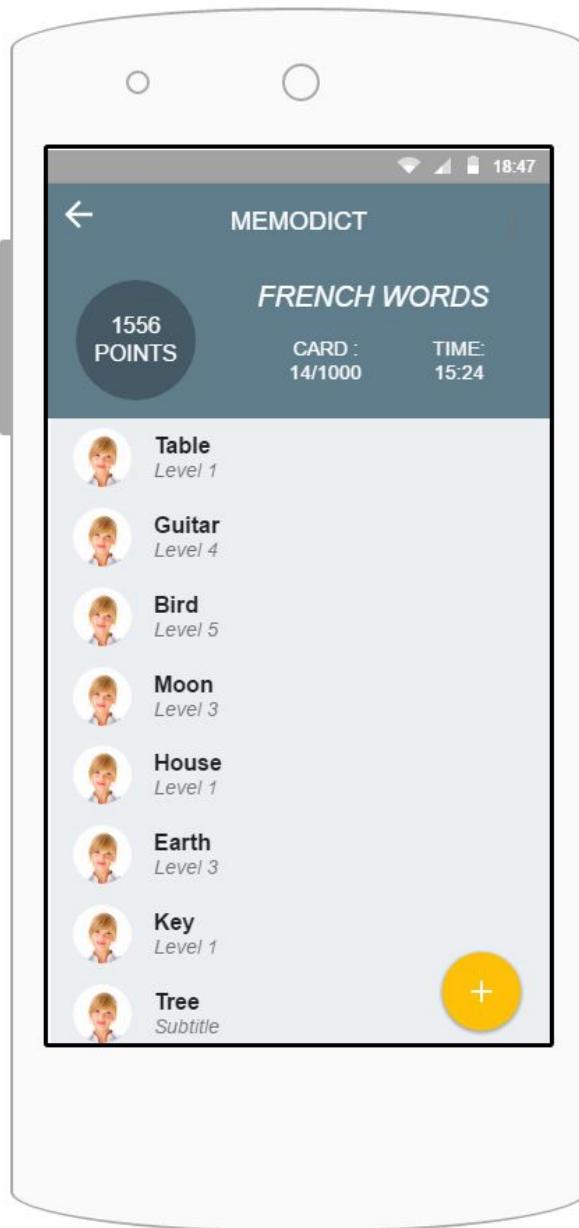 18:47
MEMODICT
FRENCH WORDS
1556
POINTS
CARD :
14/1000
TIME:
15:24
Table
Level 1
Guitar
Level 4
Bird
Level 5
Moon
Level 3
House
Level 1
Earth
Level 3
Key
Level 1
Tree
Subtitle